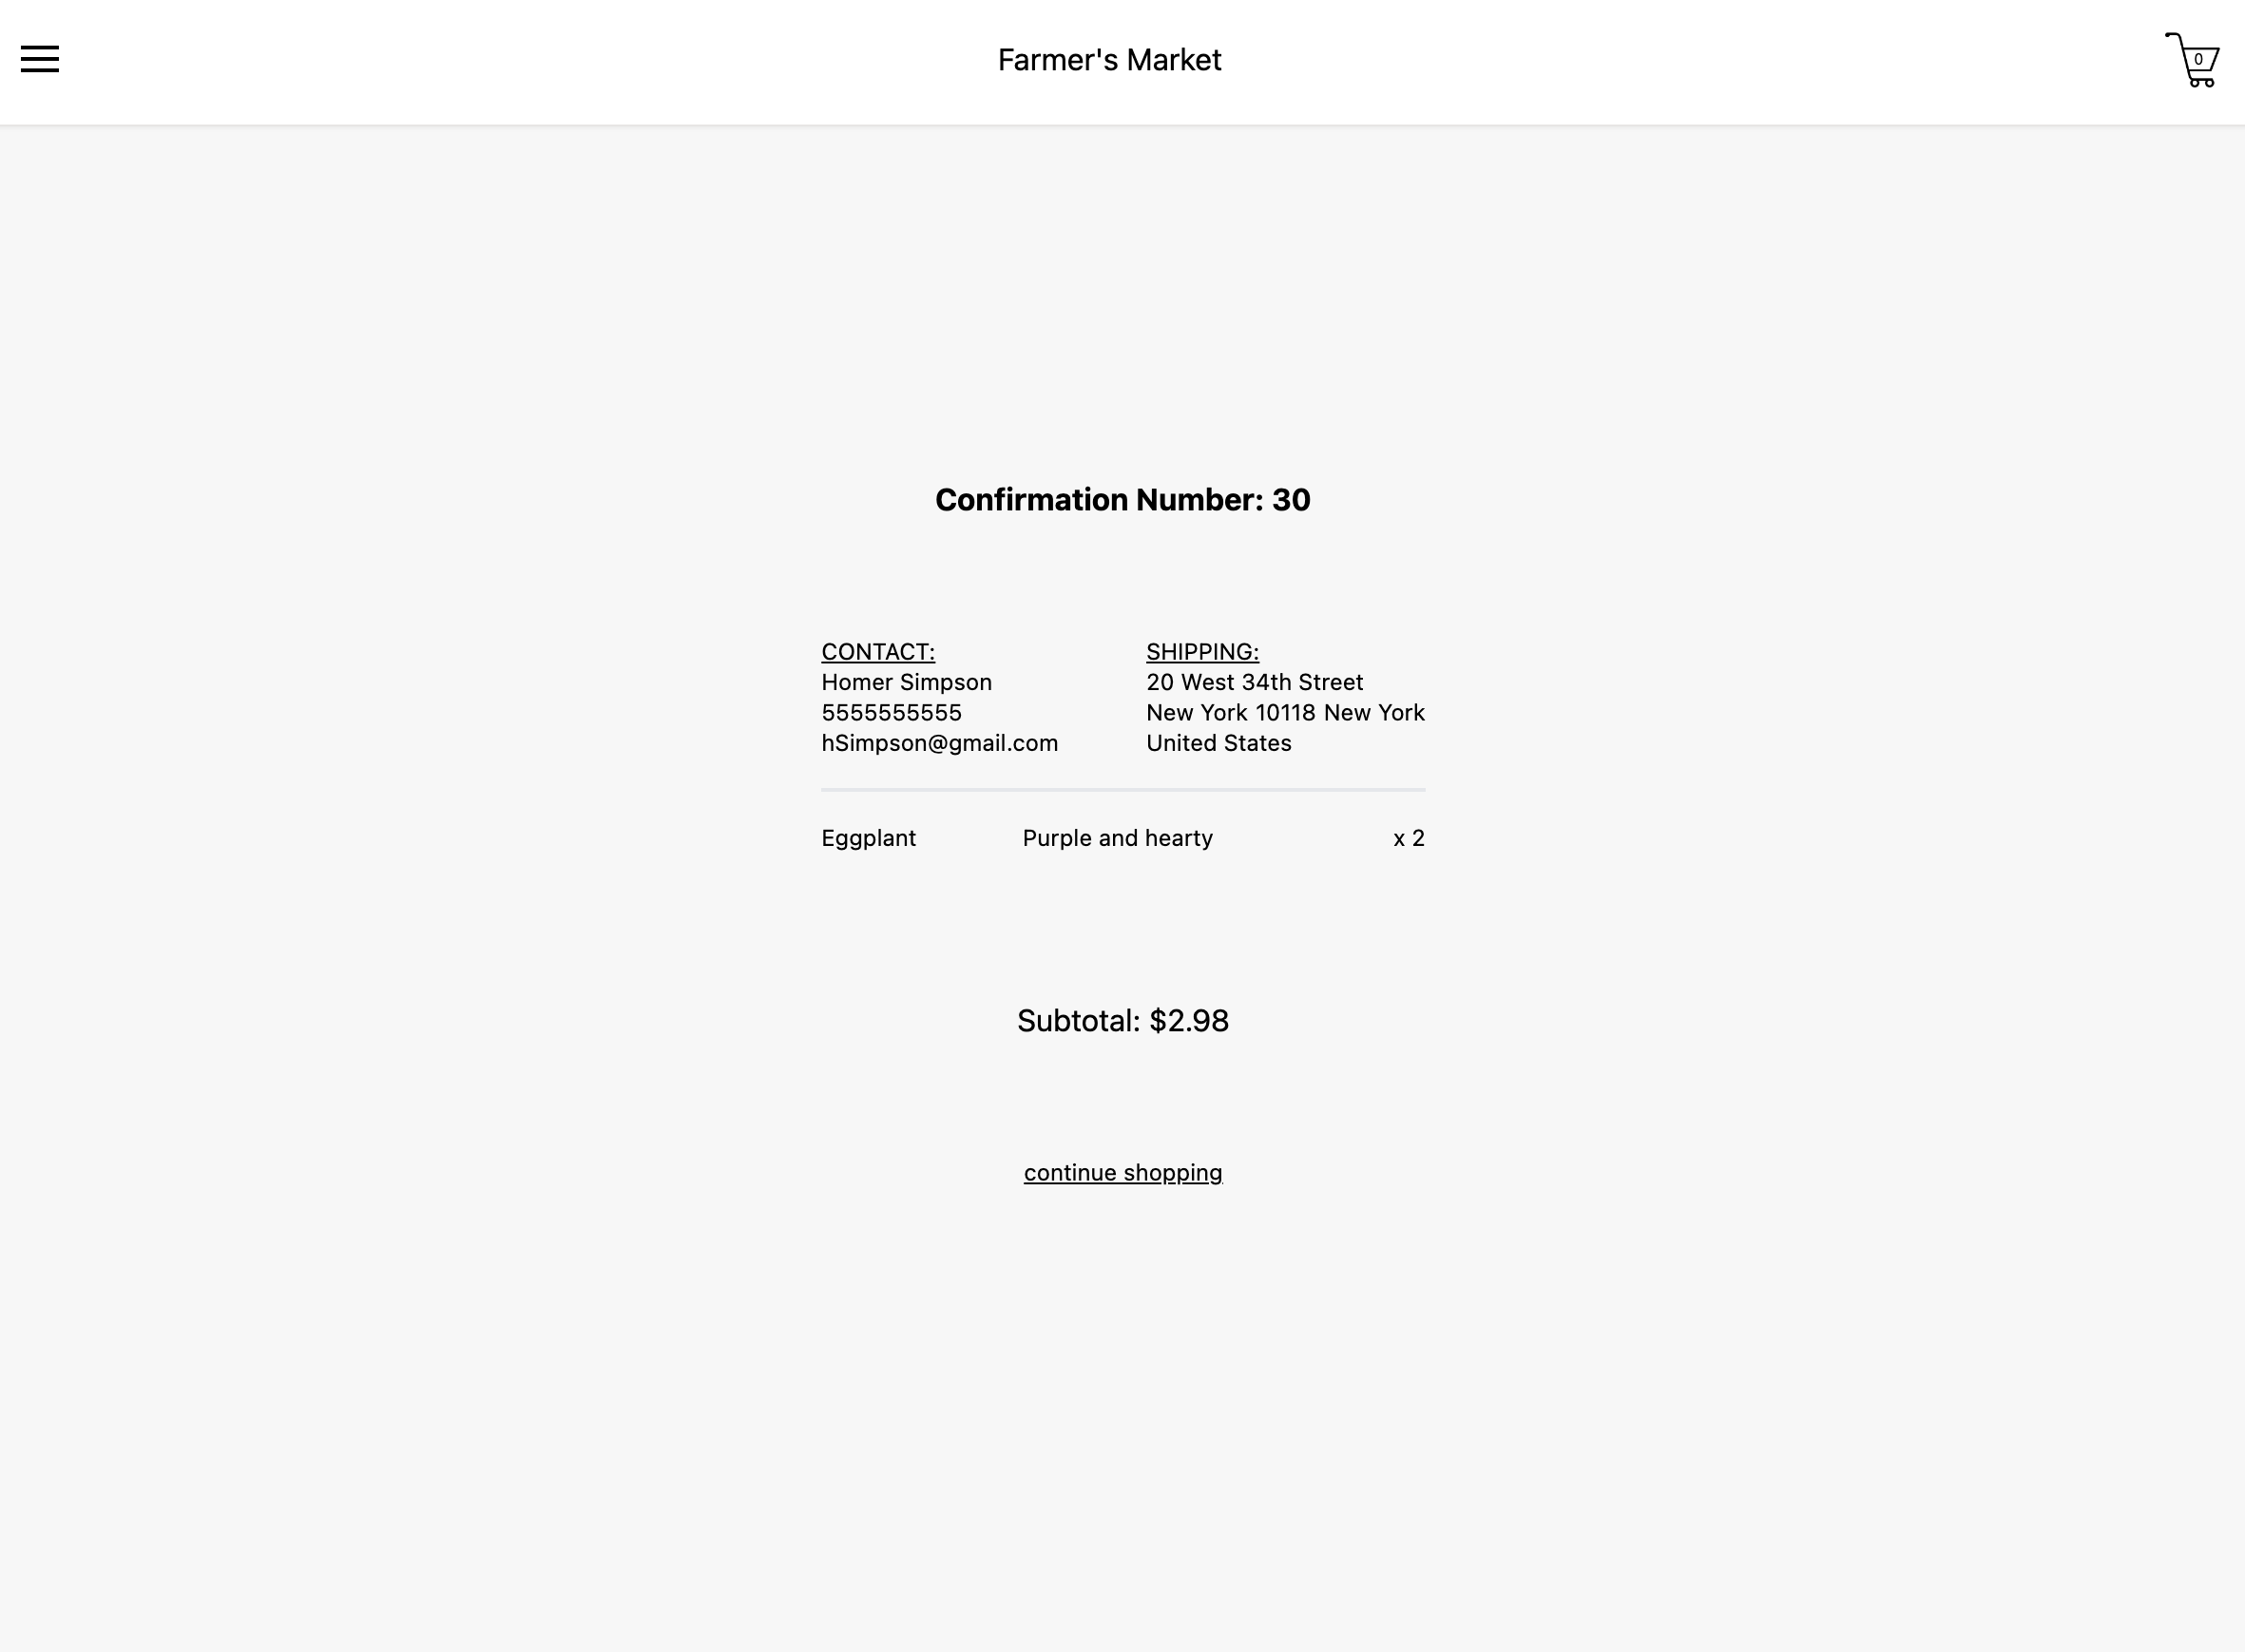 Farmer's Market
0
Confirmation Number: 30
CONTACT:
Homer Simpson
5555555555
hSimpson@gmail.com
SHIPPING:
20 West 34th Street
New York 10118 New York
United States
Eggplant Purple and hearty x 2
Subtotal: $2.98
continue shopping